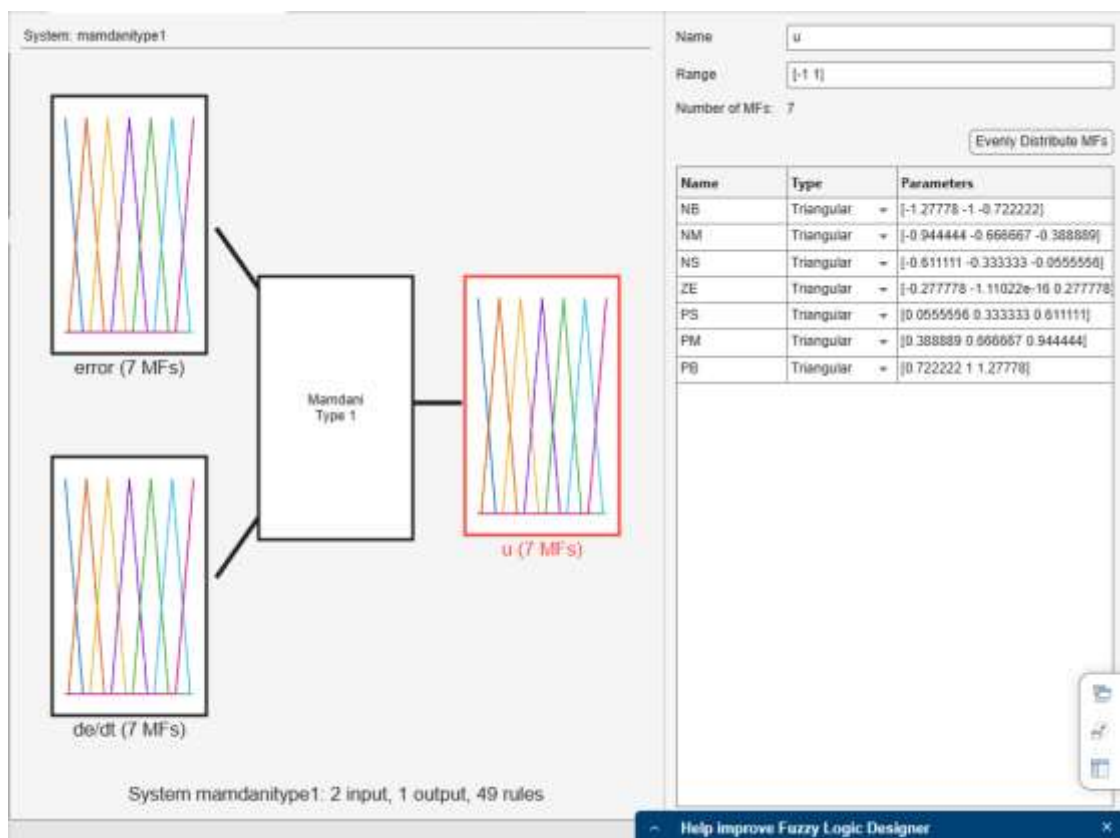 System: mamdanitype1
error (7 MFs)
de/dt (7 MFs)
Mamdani
Type 1
u (7 MFs)
System mamdanitype1: 2 input, 1 output, 49 rules
Name u
Range [-1 1]
Number of MFs: 7
Evenly Distribute MFs
Name Type Parameters
NB Triangular [-1.27778 -1 -0.722222]
NM Triangular [-0.944444 -0.666667 -0.388889]
NS Triangular [-0.611111 -0.333333 -0.0555556]
ZE Triangular [-0.277778 -1.11022e-16 0.277778
PS Triangular [0.0555556 0.333333 0.611111]
PM Triangular [0.388889 0.666667 0.944444]
PB Triangular [0.722222 1 1.27778]
Help improve Fuzzy Logic Designer